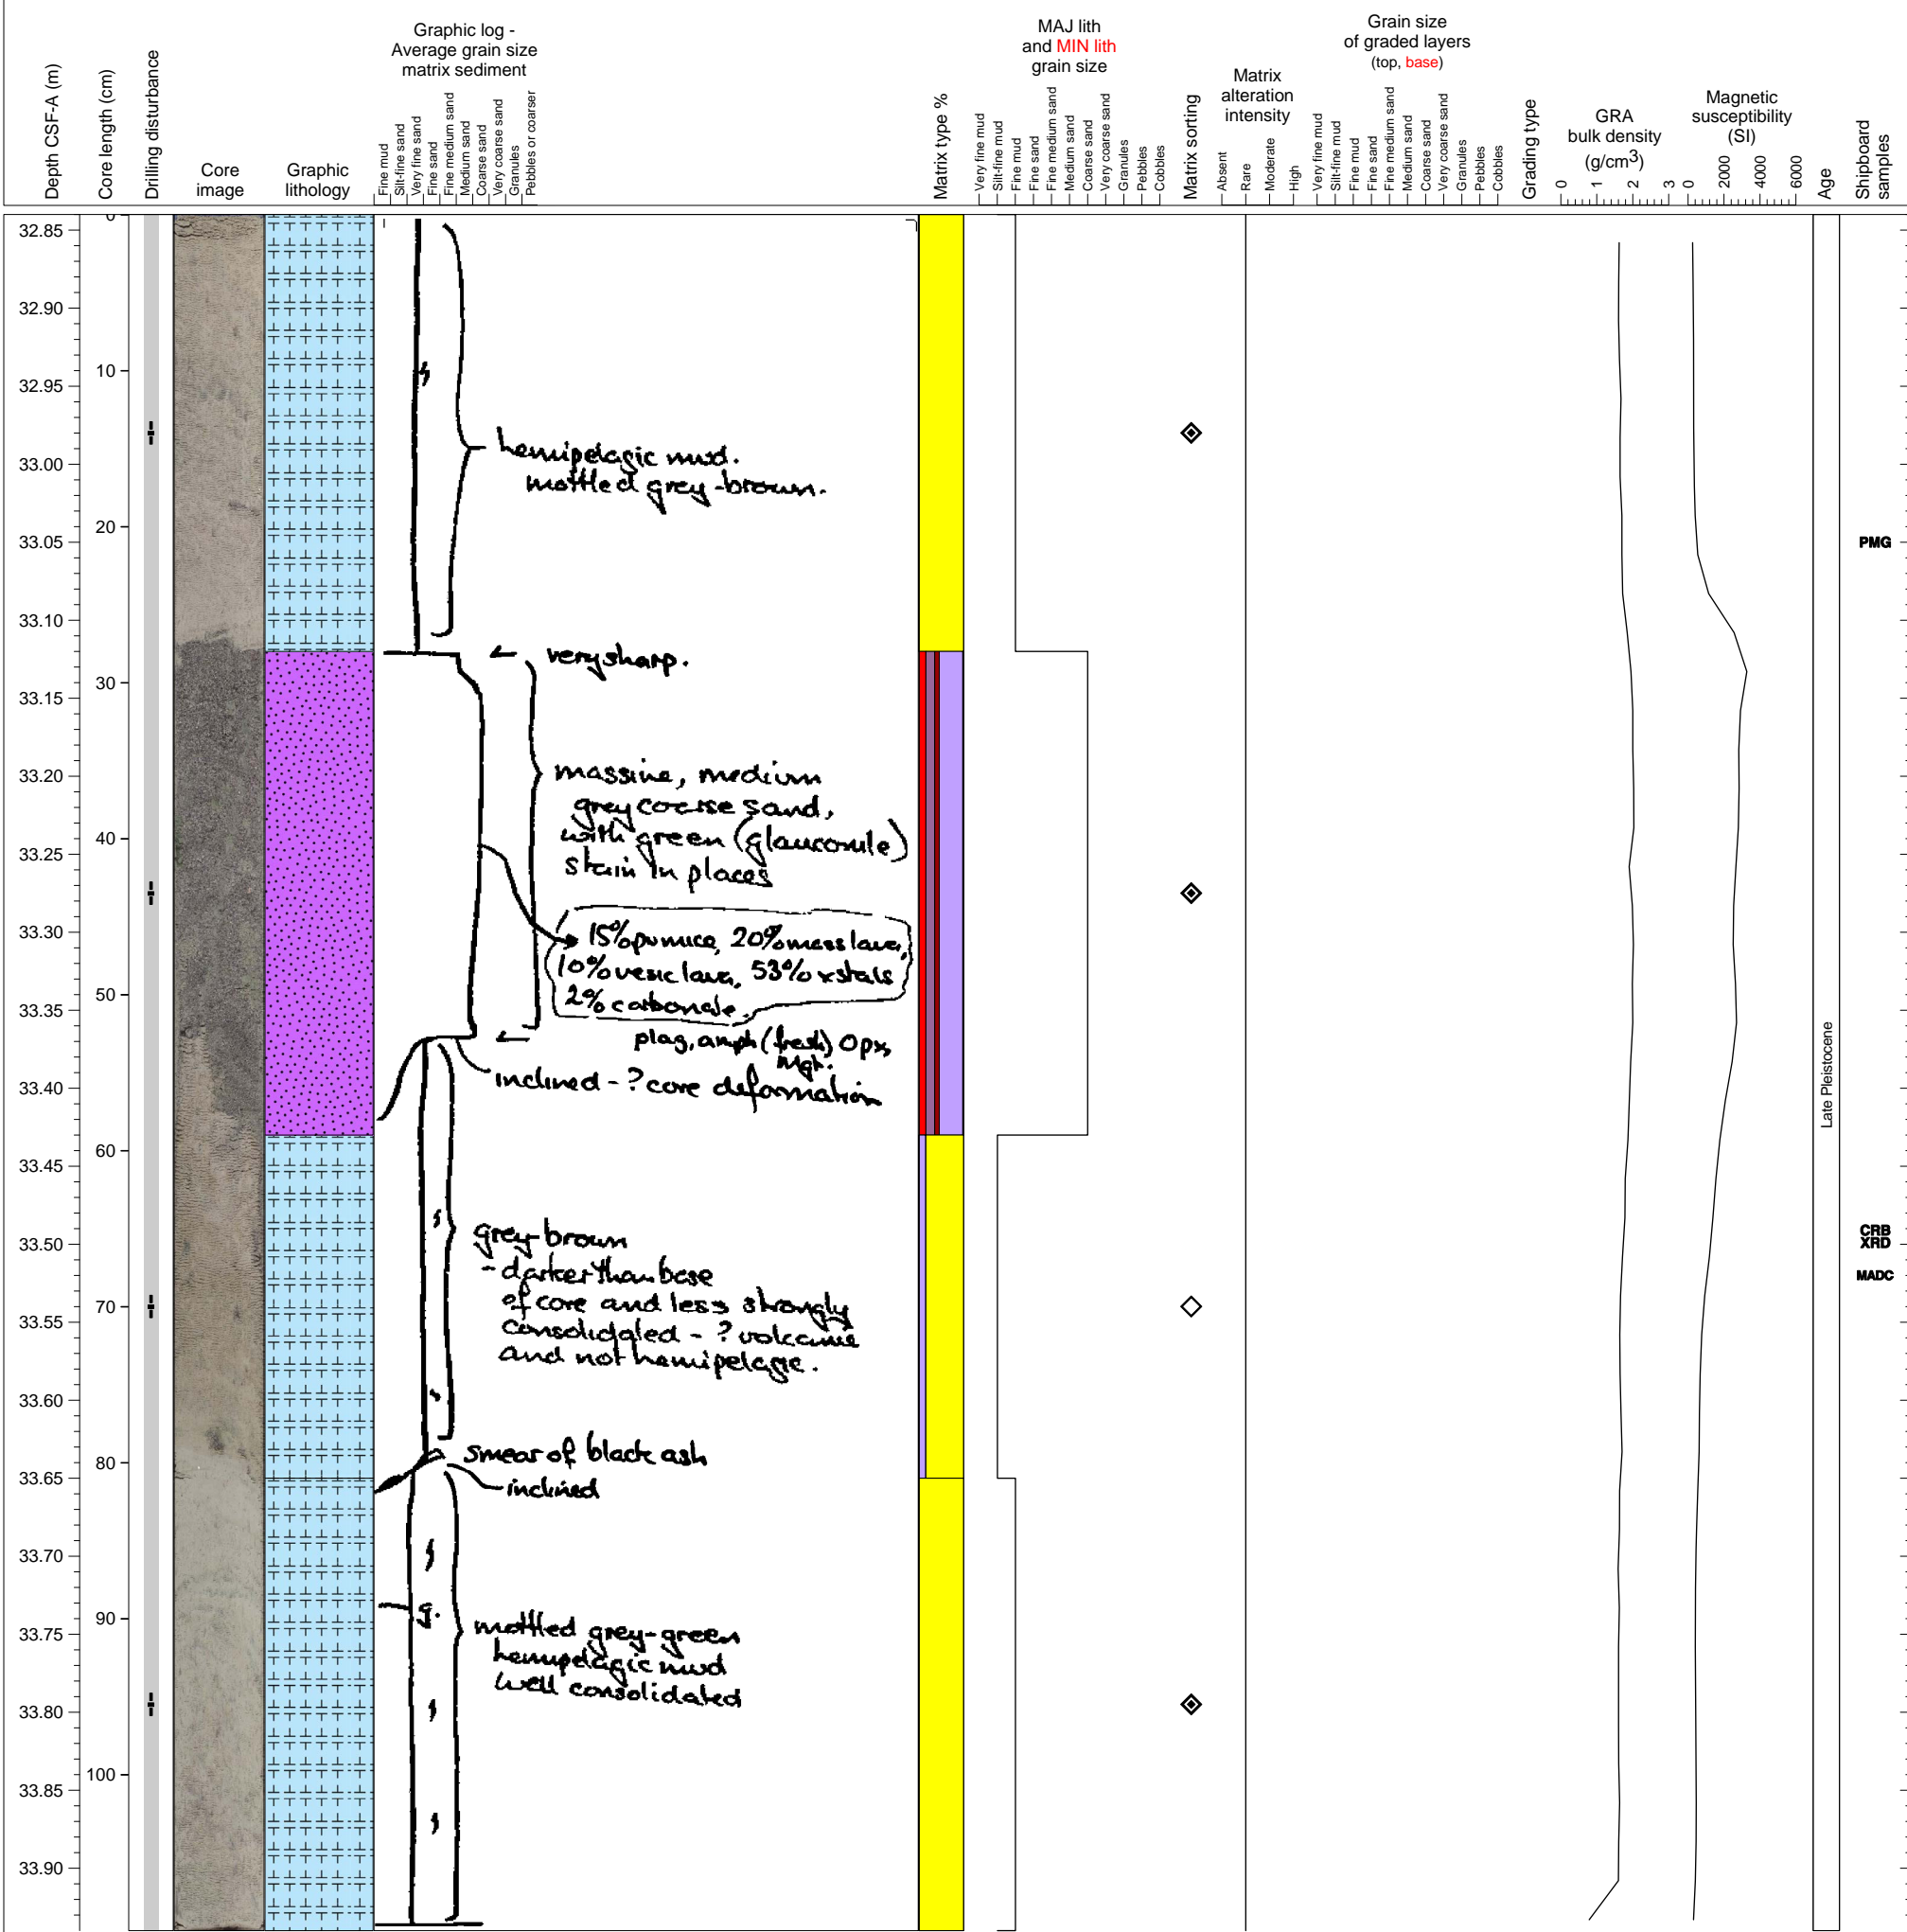 Depth CSF-A (m)
Core length (cm)
Drilling disturbance
Core
image
Graphic
lithology
Graphic log -
Average grain size
matrix sediment
Fine mud
Silt-fine sand
Very fine sand
Fine sand
Fine medium sand
Medium sand
Coarse sand
Very coarse sand
Granules
Pebbles or coarser
Matrix type %
MAJ lith
and MIN lith
grain size
Very fine mud
Silt-fine mud
Fine mud
Fine sand
Fine medium sand
Medium sand
Coarse sand
Very coarse sand
Granules
Pebbles
Cobbles
Matrix sorting
Matrix
alteration
intensity
Absent
Rare
Moderate
High
Grain size
of graded layers
(top, base)
Very fine mud
Silt-fine mud
Fine mud
Fine sand
Fine medium sand
Medium sand
Coarse sand
Very coarse sand
Granules
Pebbles
Cobbles
Grading type
GRA
bulk density
(g/cm3)
0
1
2
3
Magnetic
susceptibility
(SI)
0
2000
4000
6000
Age
Shipboard
samples
32.85
32.90
32.95
33.00
33.05
33.10
33.15
33.20
33.25
33.30
33.35
33.40
33.45
33.50
33.55
33.60
33.65
33.70
33.75
33.80
33.85
33.90
0
10
20
30
40
50
60
70
80
90
100
hemipelagic mud.
mottled grey-brown.
very sharp.
massive, medium
grey coarse sand,
with green (glauconite)
stain in places
15% pumice, 20% mass lava,
10% vesic lava, 53% xstals
2% carbonate.
plag, amph (fresh) Opx,
Mgt.
inclined - ? core deformation
grey-brown
- darker than base
of core and less strongly
consolidated - ? volcanic
and not hemipelagic.
smear of black ash
inclined
mottled grey-green
hemipelagic mud
well consolidated
Late Pleistocene
PMG
CRB
XRD
MADC